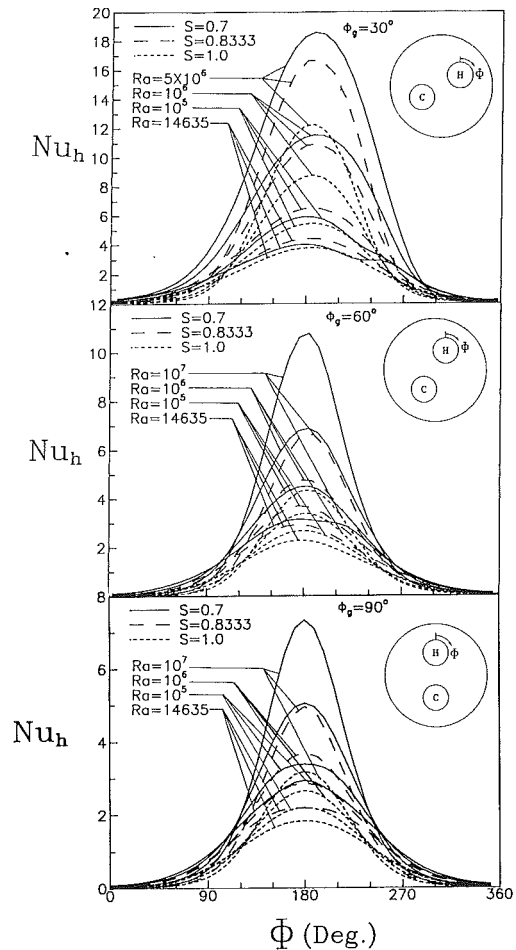 20
18
16
14
12
10
8
6
4
2
Nuₕ
S=0.7
S=0.8333
S=1.0
Ra=5X10⁶
Ra=10⁶
Ra=10⁵
Ra=14635
Φg=30°
H
Φ
C
12
10
8
6
4
2
Nuₕ
S=0.7
S=0.8333
S=1.0
Ra=10⁷
Ra=10⁶
Ra=10⁵
Ra=14635
Φg=60°
H
Φ
C
8
6
4
2
0
Nuₕ
S=0.7
S=0.8333
S=1.0
Ra=10⁷
Ra=10⁶
Ra=10⁵
Ra=14635
Φg=90°
H
Φ
C
0 90 180 270 360
Φ (Deg.)